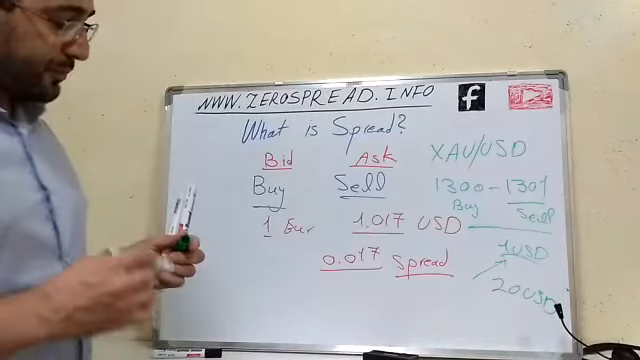 WWW.ZEROSPREAD.INFO
f
What is Spread?
Bid Ask
Buy Sell
1 Eur 1.017 USD
0.017 Spread
XAU/USD
1300-1301
Buy Sell
1USD
20USD